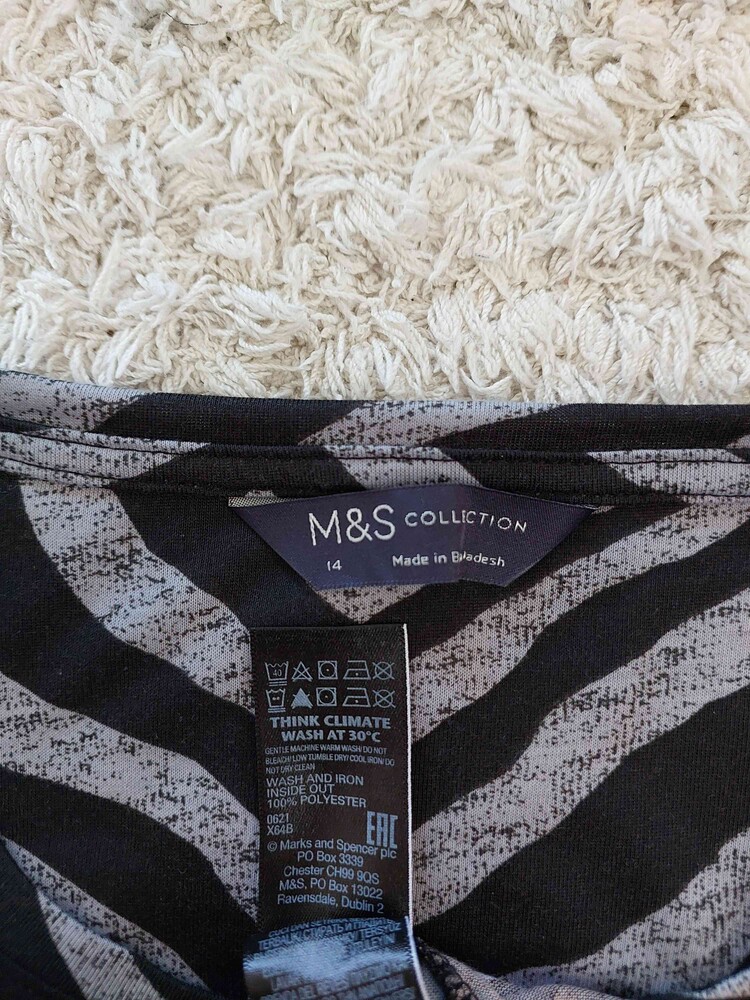 M&S COLLECTION
14 Made in B adesh
40
THINK CLIMATE
WASH AT 30°C
GENTLE MACHINE WARM WASH/ DO NOT
BLEACH/ LOW TUMBLE DRY/ COOL IRON/ DO
NOT DRY CLEAN
WASH AND IRON
INSIDE OUT
100% POLYESTER
0621
X64B
EAC
© Marks and Spencer plc
PO Box 3339
Chester CH99 9QS
M&S, PO Box 13022
Ravensdale, Dublin 2